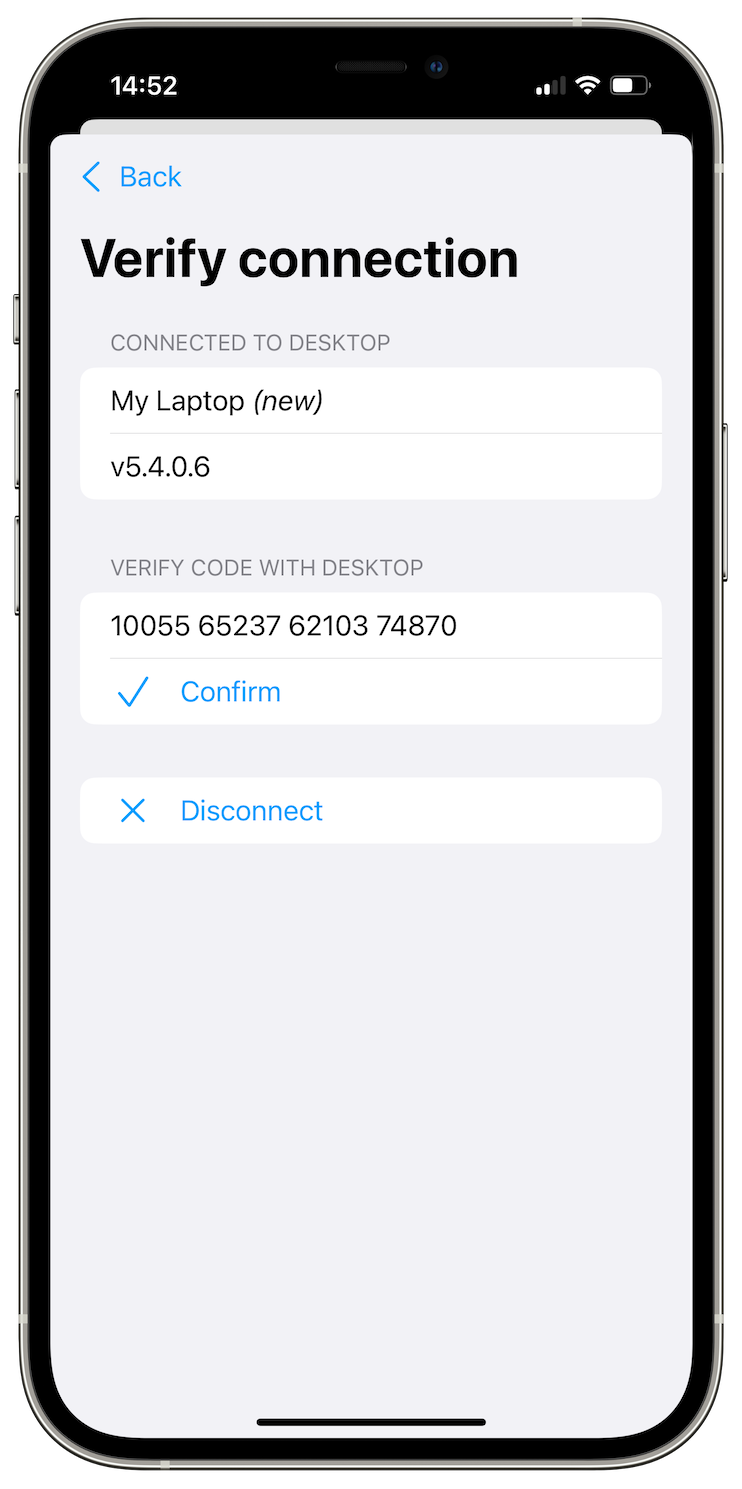 14:52
Back
Verify connection
CONNECTED TO DESKTOP
My Laptop (new)
v5.4.0.6
VERIFY CODE WITH DESKTOP
10055 65237 62103 74870
Confirm
Disconnect